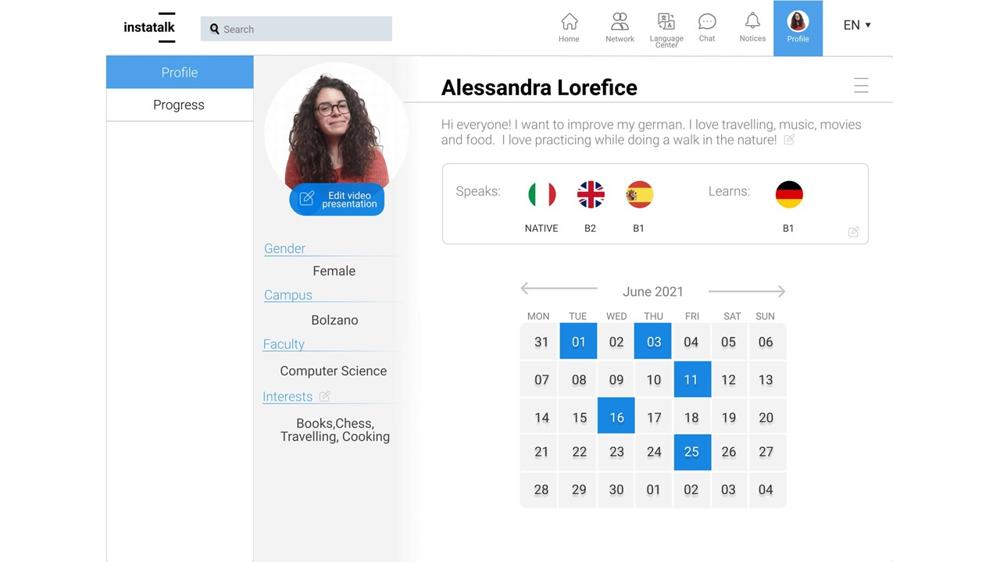 instatalk
Search
Home
Network
Language
Center
Chat
Notices
Profile
EN
Profile
Progress
Edit video
presentation
Gender
Female
Campus
Bolzano
Faculty
Computer Science
Interests
Books,Chess,
Travelling, Cooking
Alessandra Lorefice
Hi everyone! I want to improve my german. I love travelling, music, movies
and food. I love practicing while doing a walk in the nature!
Speaks:
NATIVE
B2
B1
Learns:
B1
June 2021
MON TUE WED THU FRI SAT SUN
31 01 02 03 04 05 06
07 08 09 10 11 12 13
14 15 16 17 18 19 20
21 22 23 24 25 26 27
28 29 30 01 02 03 04